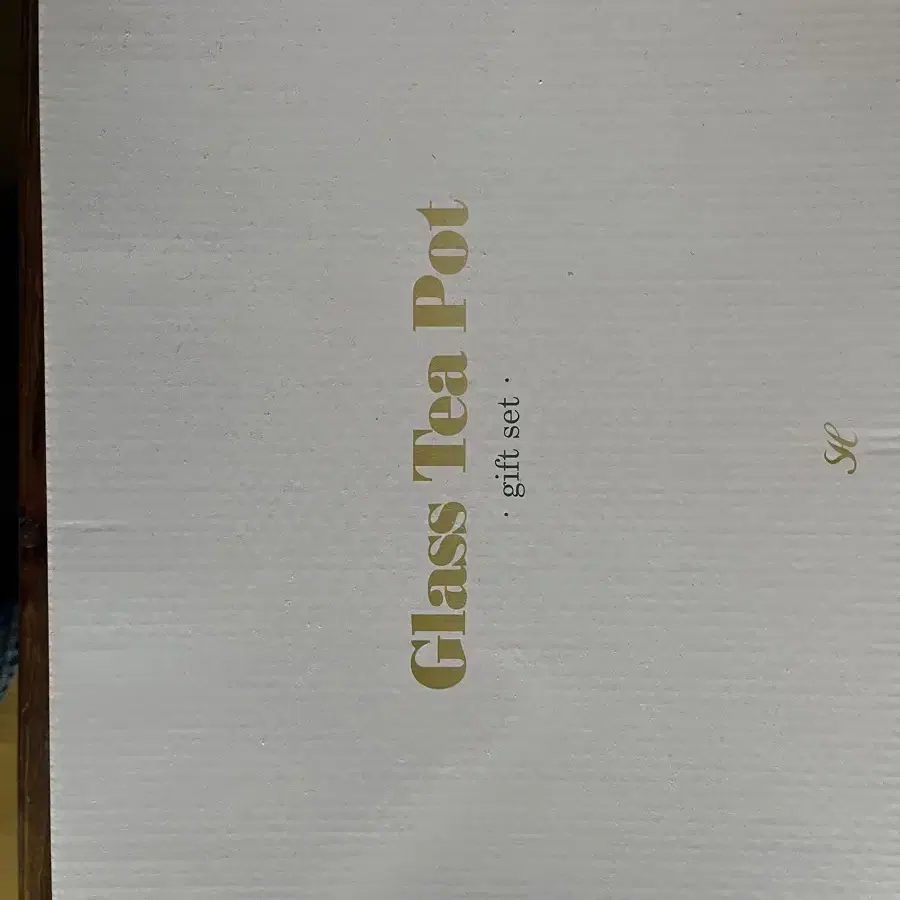 Glass Tea Pot
· gift set ·